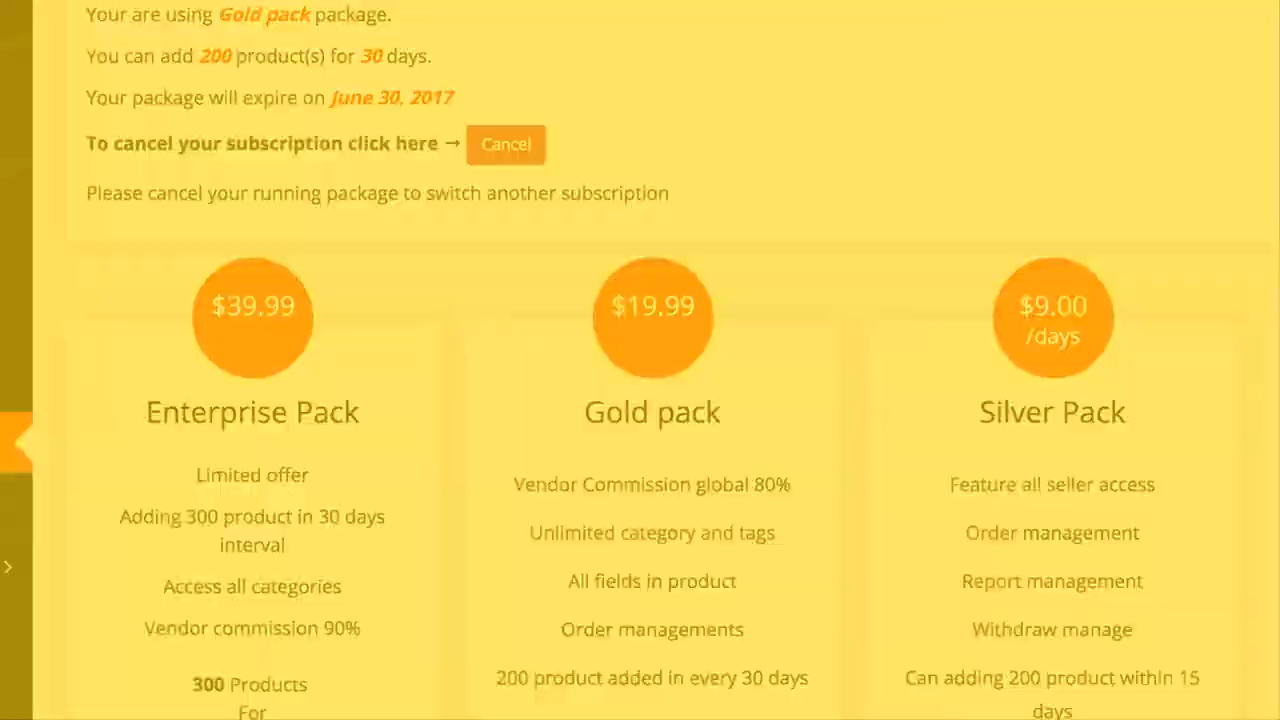 Your are using Gold pack package.
You can add 200 product(s) for 30 days.
Your package will expire on June 30, 2017
To cancel your subscription click here → Cancel
Please cancel your running package to switch another subscription
$39.99
Enterprise Pack
Limited offer
Adding 300 product in 30 days
interval
Access all categories
Vendor commission 90%
300 Products
For
$19.99
Gold pack
Vendor Commission global 80%
Unlimited category and tags
All fields in product
Order managements
200 product added in every 30 days
$9.00
/days
Silver Pack
Feature all seller access
Order management
Report management
Withdraw manage
Can adding 200 product within 15
days